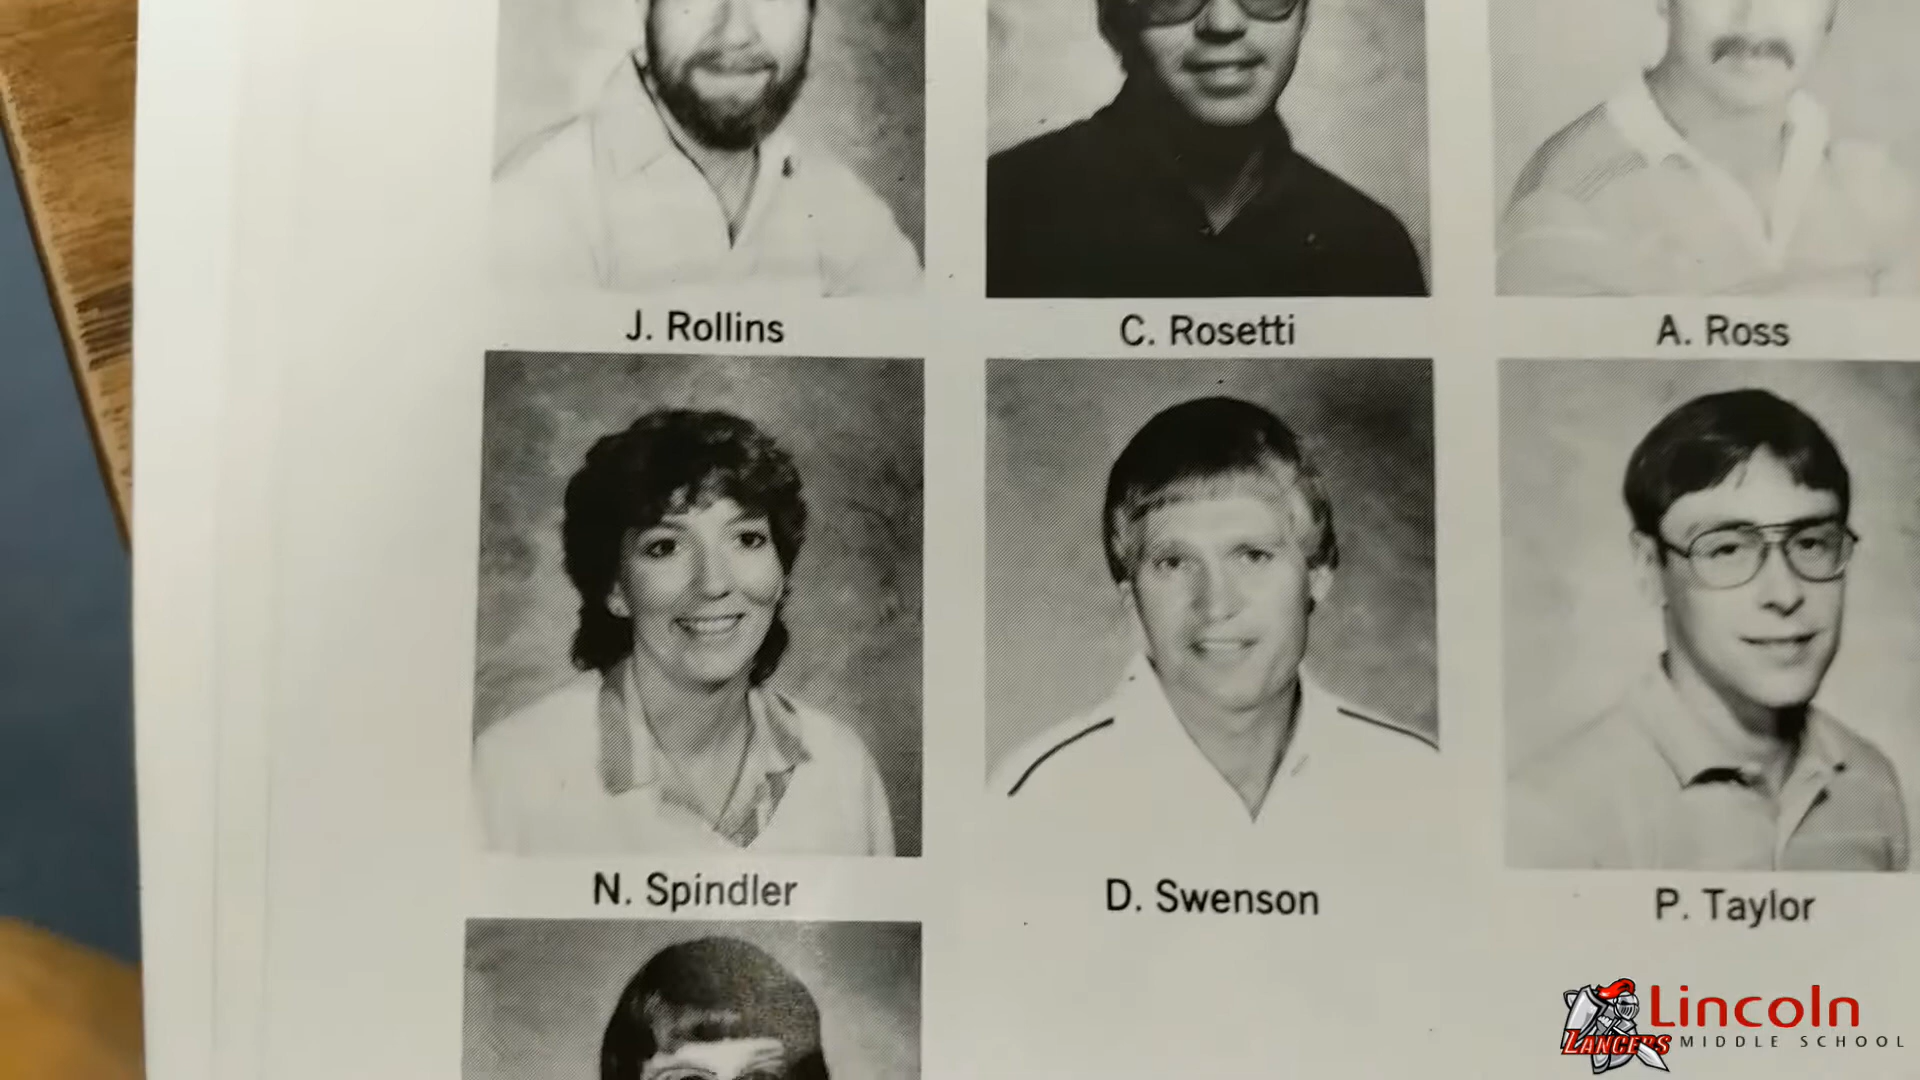 J. Rollins
C. Rosetti
A. Ross
N. Spindler
D. Swenson
P. Taylor
Lincoln
LANCERS
MIDDLE SCHOOL